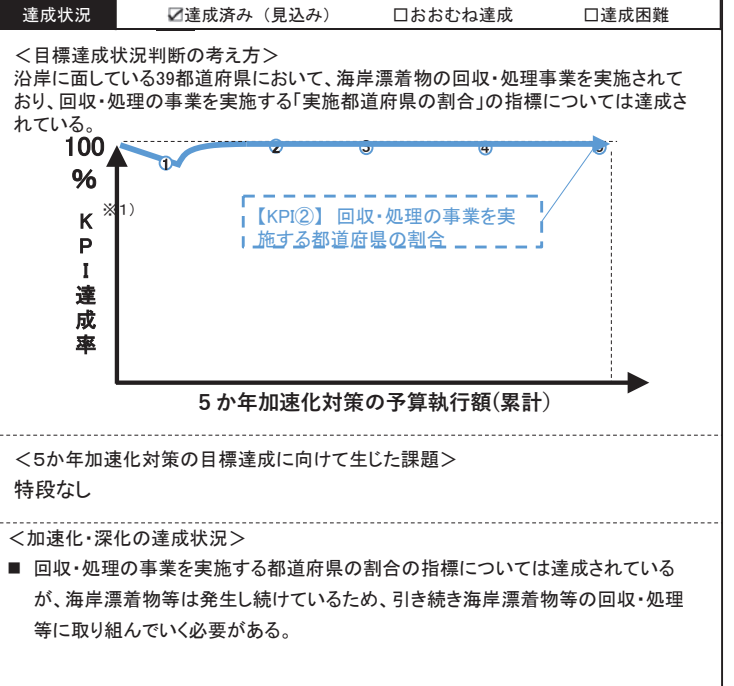 達成状況 ☑達成済み（見込み） □おおむね達成 □達成困難
＜目標達成状況判断の考え方＞
沿岸に面している39都道府県において、海岸漂着物の回収・処理事業を実施されて
おり、回収・処理の事業を実施する「実施都道府県の割合」の指標については達成さ
れている。
100
%
※1)
KPI達成率
① ② ③ ④ ⑤
【KPI②】 回収・処理の事業を実
施する都道府県の割合
５か年加速化対策の予算執行額(累計)
＜５か年加速化対策の目標達成に向けて生じた課題＞
特段なし
＜加速化・深化の達成状況＞
■ 回収・処理の事業を実施する都道府県の割合の指標については達成されている
が、海岸漂着物等は発生し続けているため、引き続き海岸漂着物等の回収・処理
等に取り組んでいく必要がある。